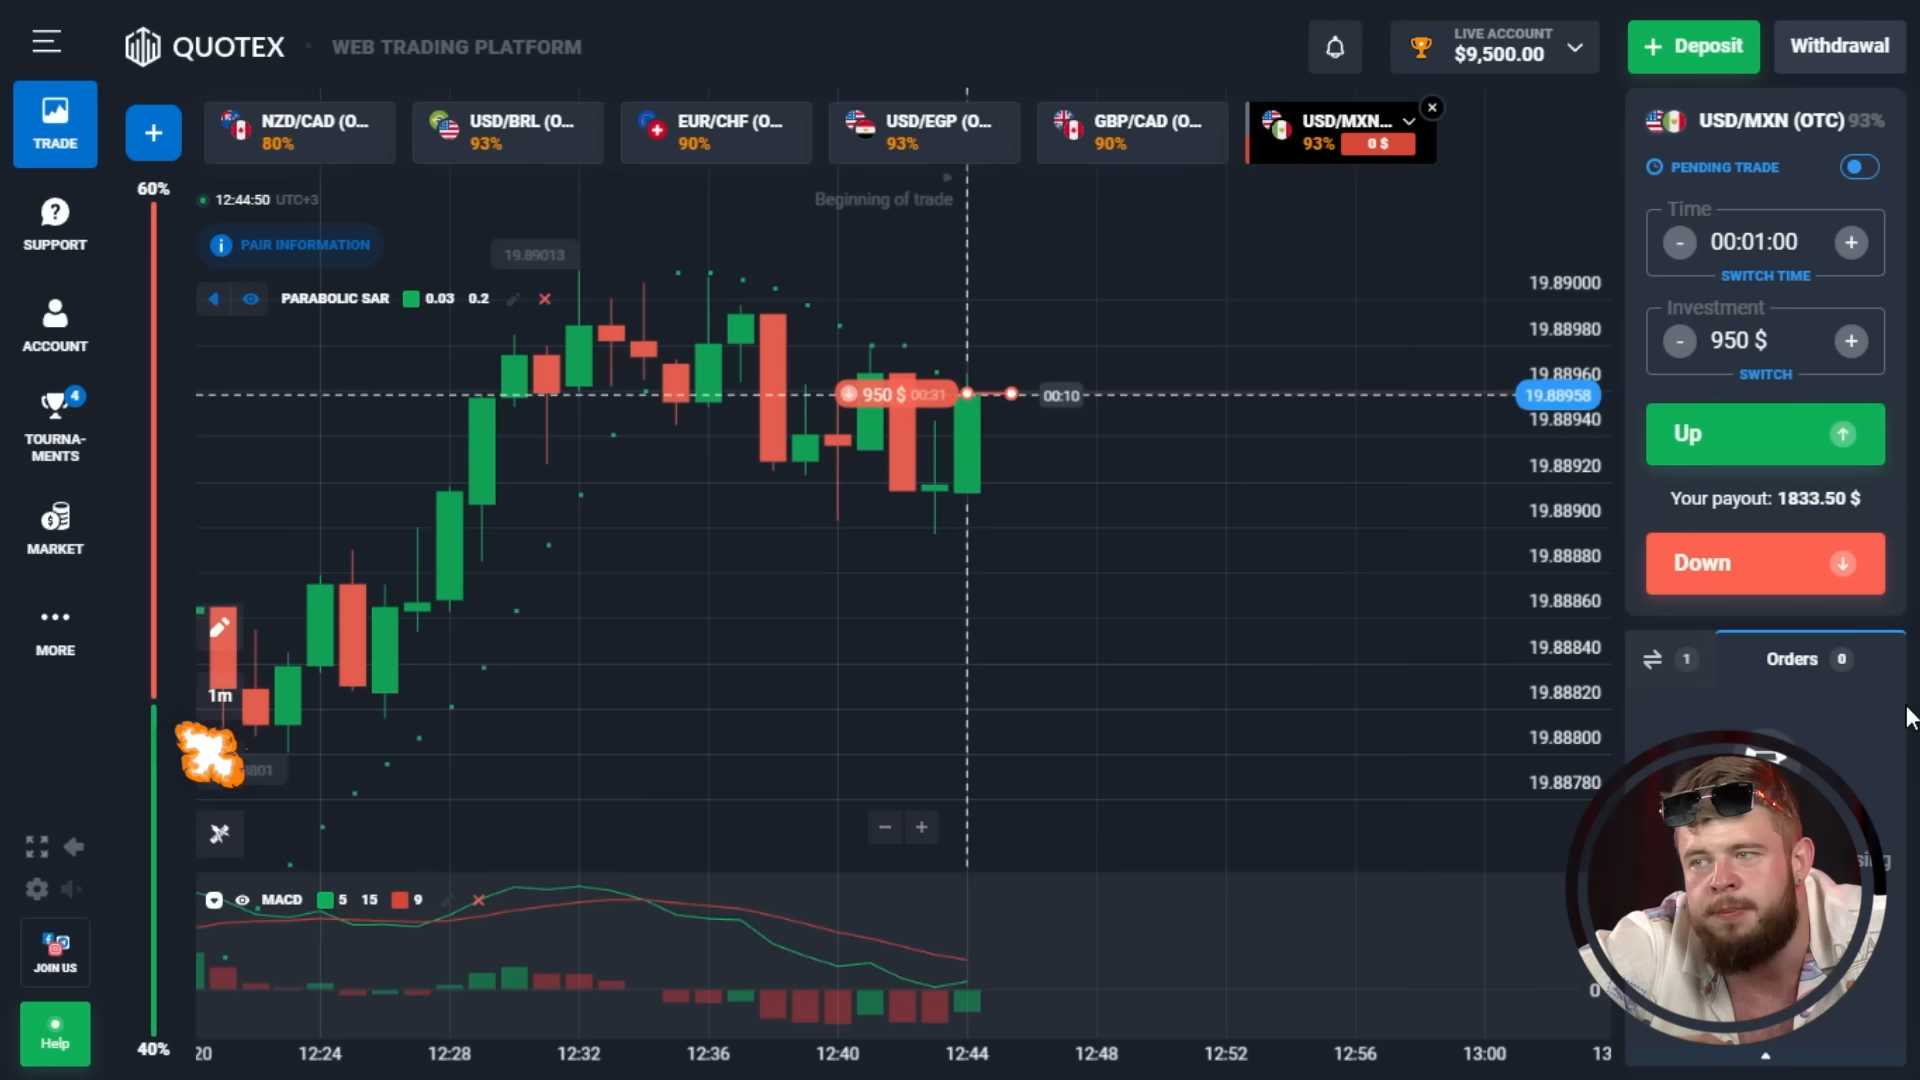 QUOTEX
WEB TRADING PLATFORM
LIVE ACCOUNT
$9,500.00
+ Deposit
Withdrawal
TRADE
SUPPORT
ACCOUNT
4
TOURNA-
MENTS
MARKET
MORE
JOIN US
Help
+
NZD/CAD (O...
80%
USD/BRL (O...
93%
EUR/CHF (O...
90%
USD/EGP (O...
93%
GBP/CAD (O...
90%
USD/MXN...
93% 0 $
60%
40%
12:44:50 UTC+3
PAIR INFORMATION
Beginning of trade
19.89013
PARABOLIC SAR 0.03 0.2
950 $ 00:31
00:10
19.89000
19.88980
19.88960
19.88958
19.88940
19.88920
19.88900
19.88880
19.88860
19.88840
19.88820
19.88800
19.88780
1m
MACD 5 15 9
0
20 12:24 12:28 12:32 12:36 12:40 12:44 12:48 12:52 12:56 13:00 13
USD/MXN (OTC) 93%
PENDING TRADE
Time
- 00:01:00 +
SWITCH TIME
Investment
- 950 $ +
SWITCH
Up
Your payout: 1833.50 $
Down
1
Orders 0